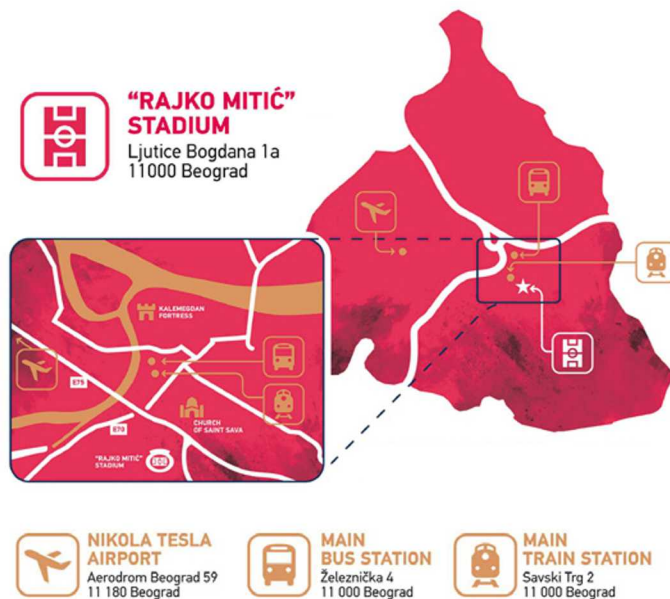 “RAJKO MITIĆ”
STADIUM
Ljutice Bogdana 1a
11000 Beograd
KALEMEGDAN
FORTRESS
E75
E70
CHURCH
OF SAINT SAVA
“RAJKO MITIĆ”
STADIUM
NIKOLA TESLA
AIRPORT
Aerodrom Beograd 59
11 180 Beograd
MAIN
BUS STATION
Železnička 4
11 000 Beograd
MAIN
TRAIN STATION
Savski Trg 2
11 000 Beograd